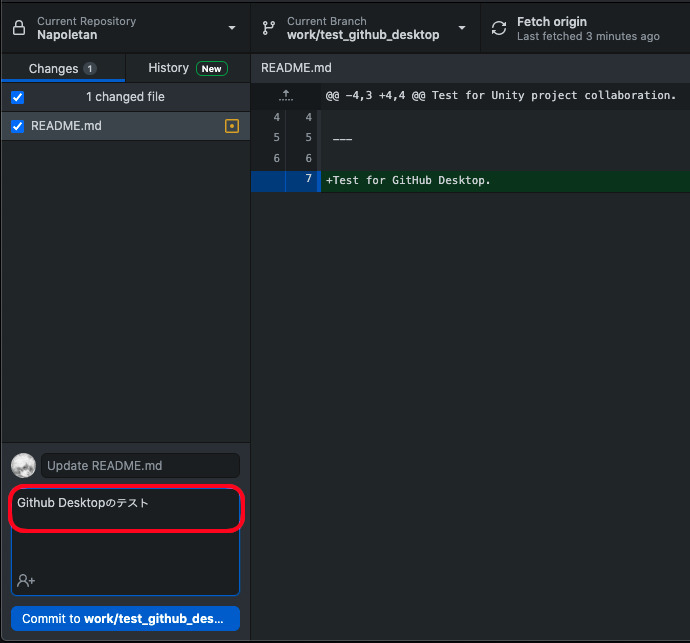 Current Repository
Napoletan
Current Branch
work/test_github_desktop
Fetch origin
Last fetched 3 minutes ago
Changes 1
History New
README.md
1 changed file
@@ -4,3 +4,4 @@ Test for Unity project collaboration.
README.md
4 4
5 5 ---
6 6
7 +Test for GitHub Desktop.
Update README.md
Github Desktopのテスト
Commit to work/test_github_des...